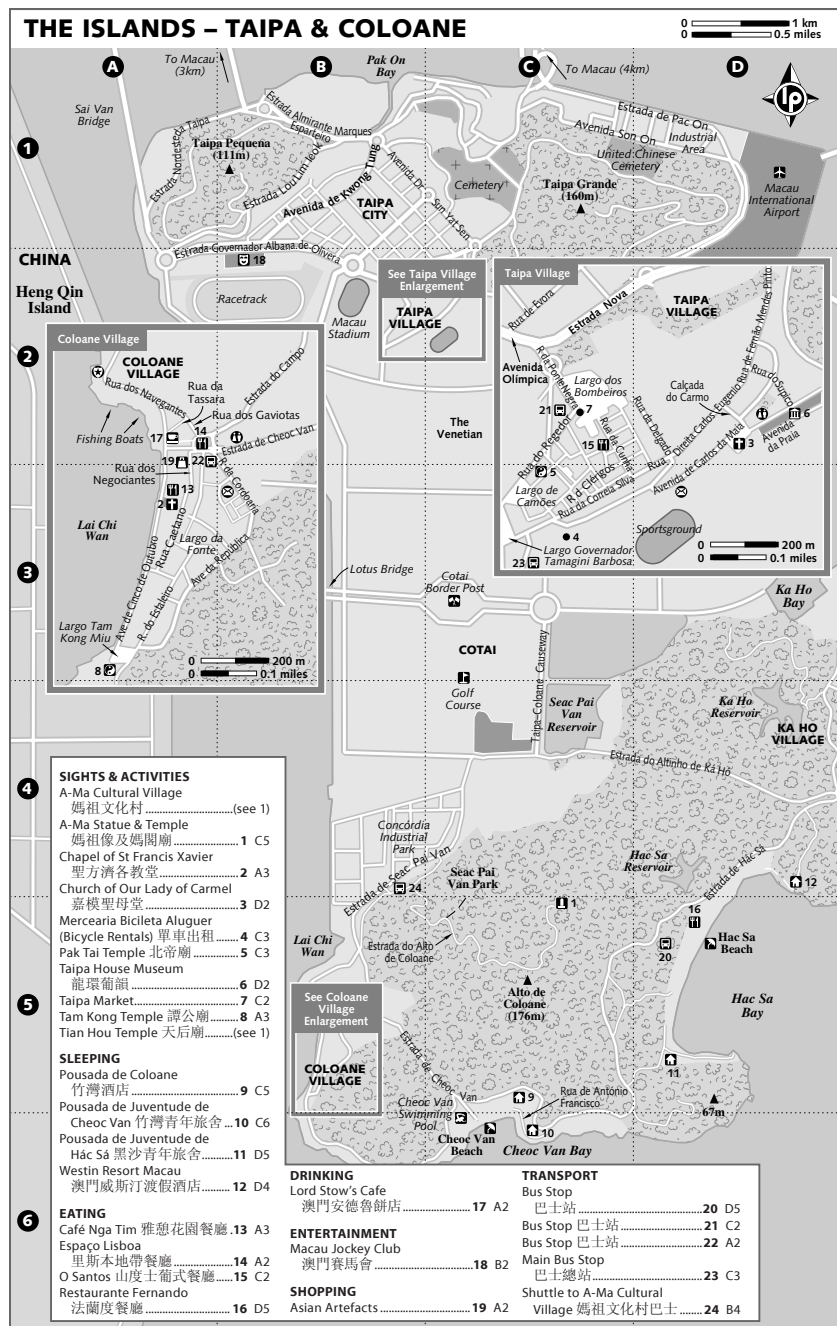 THE ISLANDS – TAIPA & COLOANE
0 1 km
0 0.5 miles
A
B
C
D
To Macau
(3km)
Pak On
Bay
To Macau (4km)
lp
Sai Van
Bridge
1
Estrada Nordesteda Taipa
Estrada Almirante Marques
Esparteiro
Taipa Pequena
(111m)
Estrada Lou Lim Ieok
Avenida de Kwong Tung
TAIPA
CITY
Avenida Dr
Sun Yat Sen
Cemetery
Estrada de Pac On
Avenida Son On
Industrial
Area
United Chinese
Cemetery
Taipa Grande
(160m)
Macau
International
Airport
CHINA
Heng Qin
Island
Estrada Governador Albana de Olivera
18
Racetrack
Macau
Stadium
See Taipa Village
Enlargement
TAIPA
VILLAGE
Taipa Village
Rua de Evora
Estrada Nova
TAIPA
VILLAGE
Avenida
Olímpica
R da Ponte Negra
Largo dos
Bombeiros
21
7
15
Rua do Regedor
Rua da Cunha
Rua do Delgado
5
Largo de
Camões
R d Clerigos
Rua da Correia Silva
Rua Direita Carlos Eugenio
Rua de Fernão Mendes Pinto
Calçada
do Carmo
Rua do Supico
6
3
Avenida
da Praia
Avenida de Carlos da Maia
4
Largo Governador
Tamagini Barbosa
23
Sportsground
0 200 m
0 0.1 miles
2
Coloane Village
COLOANE
VILLAGE
Rua dos Navegantes
Rua da
Tassara
Rua dos Gaviotas
Estrada do Campo
Fishing Boats
17
14
Estrada de Cheoc Van
19
22
Rua dos
Negociantes
R. de Cordoaria
13
2
Lai Chi
Wan
Ave de Cinco de Outubro
Rua Caetano
Largo da
Fonte
Ave da República
R. do Estaleiro
Largo Tam
Kong Miu
8
0 200 m
0 0.1 miles
The
Venetian
3
Lotus Bridge
Cotai
Border Post
COTAI
Golf
Course
Taipa–Coloane Causeway
Seac Pai
Van
Reservoir
Ka Ho
Bay
Ka Ho
Reservoir
KA HO
VILLAGE
Estrada do Altinho de Ká Hó
4
Concórdia
Industrial
Park
Estrada de Seac Pai Van
24
Seac Pai
Van Park
Hac Sa
Reservoir
Estrada de Hác Sá
12
1
16
Lai Chi
Wan
Estrada do Alto
de Coloane
20
Hac Sa
Beach
5
See Coloane
Village
Enlargement
COLOANE
VILLAGE
Alto de
Coloane
(176m)
Hac Sa
Bay
Estrada de Cheoc Van
11
9
Rua de António
Francisco
67m
Cheoc Van
Swimming
Pool
Cheoc Van
Beach
10
Cheoc Van Bay
6
SIGHTS & ACTIVITIES
A-Ma Cultural Village
媽祖文化村 (see 1)
A-Ma Statue & Temple
媽祖像及媽閣廟 1 C5
Chapel of St Francis Xavier
聖方濟各教堂 2 A3
Church of Our Lady of Carmel
嘉模聖母堂 3 D2
Mercearia Bicileta Aluguer
(Bicycle Rentals) 單車出租 4 C3
Pak Tai Temple 北帝廟 5 C3
Taipa House Museum
龍環葡韻 6 D2
Taipa Market 7 C2
Tam Kong Temple 譚公廟 8 A3
Tian Hou Temple 天后廟 (see 1)
SLEEPING
Pousada de Coloane
竹灣酒店 9 C5
Pousada de Juventude de
Cheoc Van 竹灣青年旅舍 10 C6
Pousada de Juventude de
Hác Sá 黑沙青年旅舍 11 D5
Westin Resort Macau
澳門威斯汀渡假酒店 12 D4
EATING
Café Nga Tim 雅憩花園餐廳 13 A3
Espaço Lisboa
里斯本地帶餐廳 14 A2
O Santos 山度士葡式餐廳 15 C2
Restaurante Fernando
法蘭度餐廳 16 D5
DRINKING
Lord Stow's Cafe
澳門安德魯餅店 17 A2
ENTERTAINMENT
Macau Jockey Club
澳門賽馬會 18 B2
SHOPPING
Asian Artefacts 19 A2
TRANSPORT
Bus Stop
巴士站 20 D5
Bus Stop 巴士站 21 C2
Bus Stop 巴士站 22 A2
Main Bus Stop
巴士總站 23 C3
Shuttle to A-Ma Cultural
Village 媽祖文化村巴士 24 B4